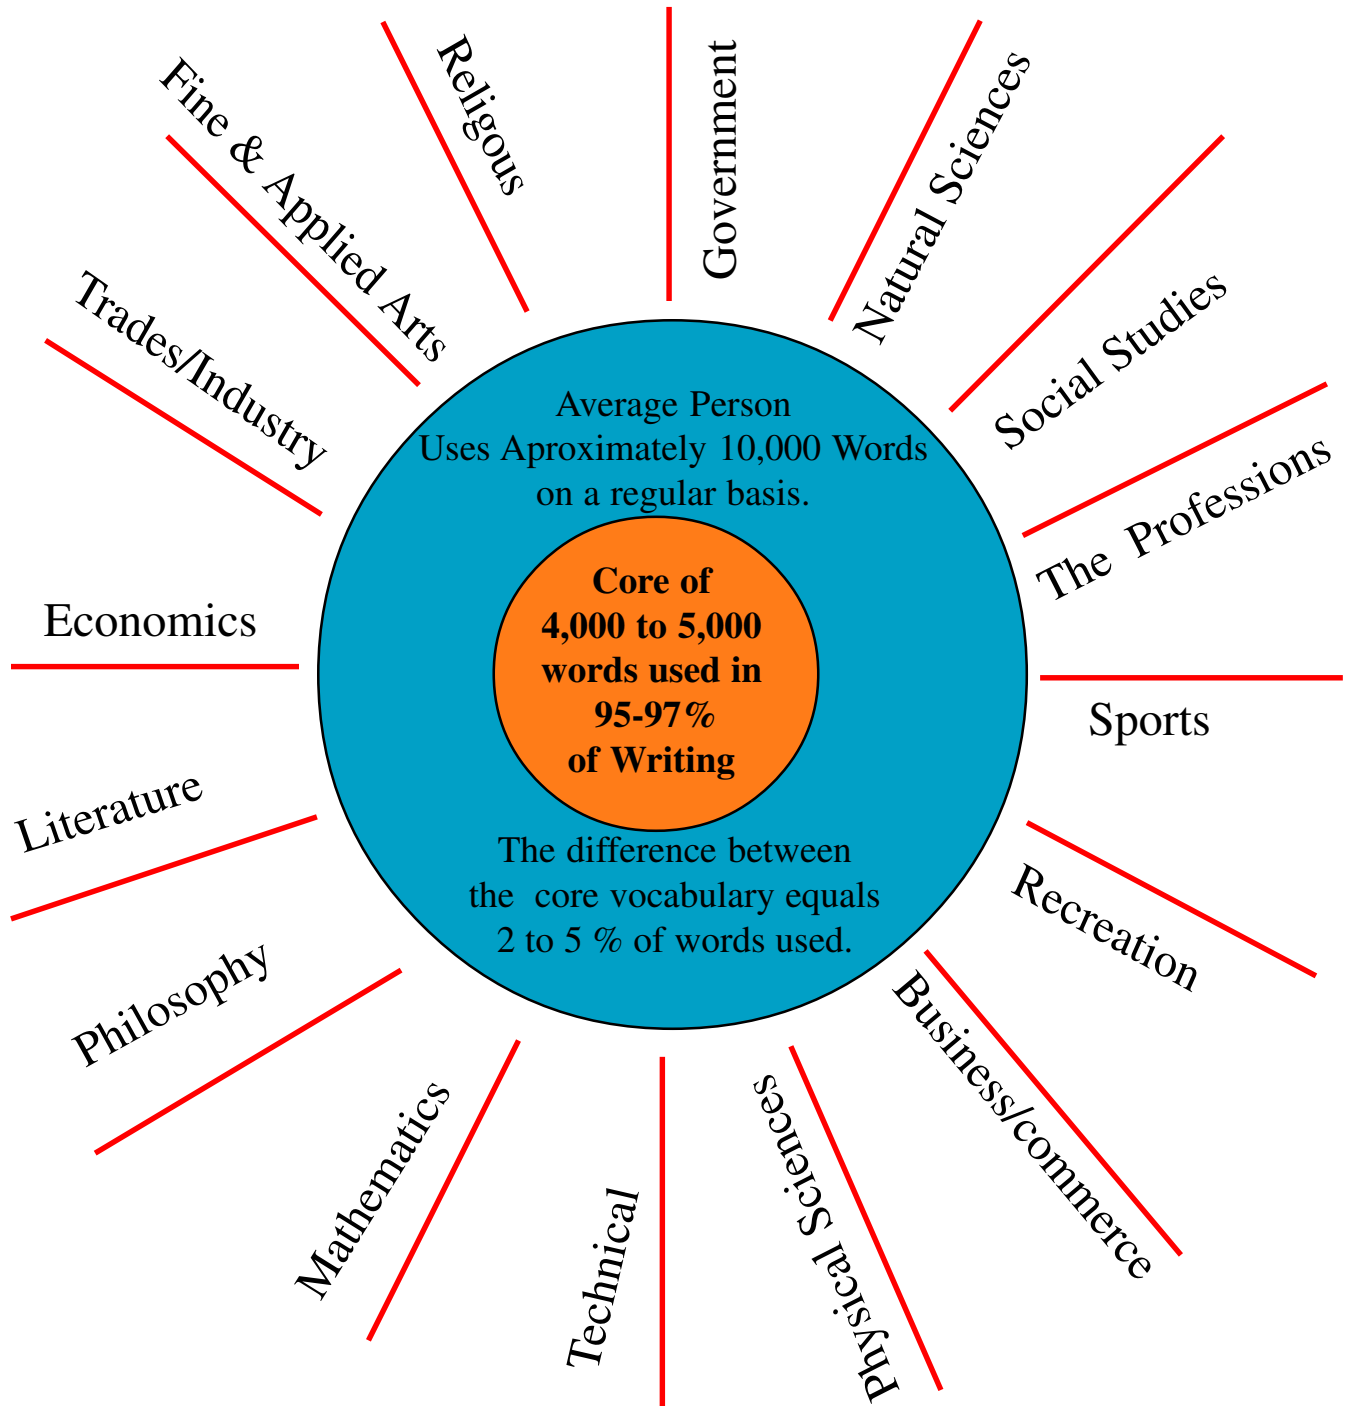 Religous
Government
Natural Sciences
Social Studies
The Professions
Sports
Recreation
Business/commerce
Physical Sciences
Technical
Mathematics
Philosophy
Literature
Economics
Trades/Industry
Fine & Applied Arts
Average Person
Uses Aproximately 10,000 Words
on a regular basis.
Core of
4,000 to 5,000
words used in
95-97%
of Writing
The difference between
the core vocabulary equals
2 to 5 % of words used.